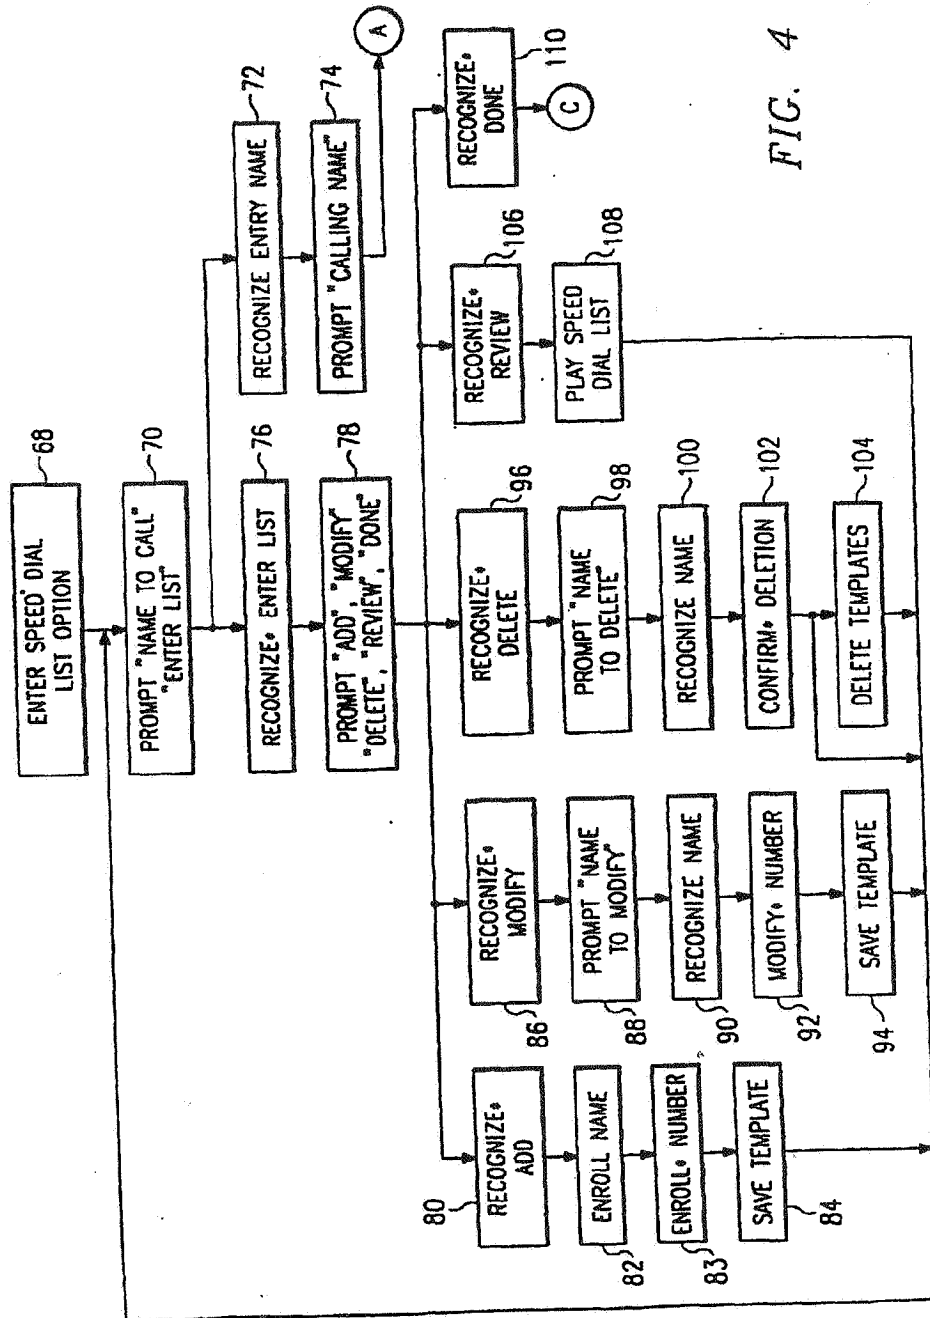 ENTER SPEED DIAL
LIST OPTION
68
PROMPT "NAME TO CALL"
"ENTER LIST"
70
RECOGNIZE ENTRY NAME
72
PROMPT "CALLING NAME"
74
A
RECOGNIZE* ENTER LIST
76
PROMPT "ADD", "MODIFY"
"DELETE", "REVIEW", "DONE"
78
RECOGNIZE*
ADD
80
ENROLL NAME
82
ENROLL* NUMBER
83
SAVE TEMPLATE
84
RECOGNIZE*
MODIFY
86
PROMPT "NAME
TO MODIFY"
88
RECOGNIZE NAME
90
MODIFY* NUMBER
92
SAVE TEMPLATE
94
RECOGNIZE*
DELETE
96
PROMPT "NAME
TO DELETE"
98
RECOGNIZE NAME
100
CONFIRM* DELETION
102
DELETE TEMPLATES
104
RECOGNIZE*
REVIEW
106
PLAY SPEED
DIAL LIST
108
RECOGNIZE*
DONE
110
C
FIG. 4